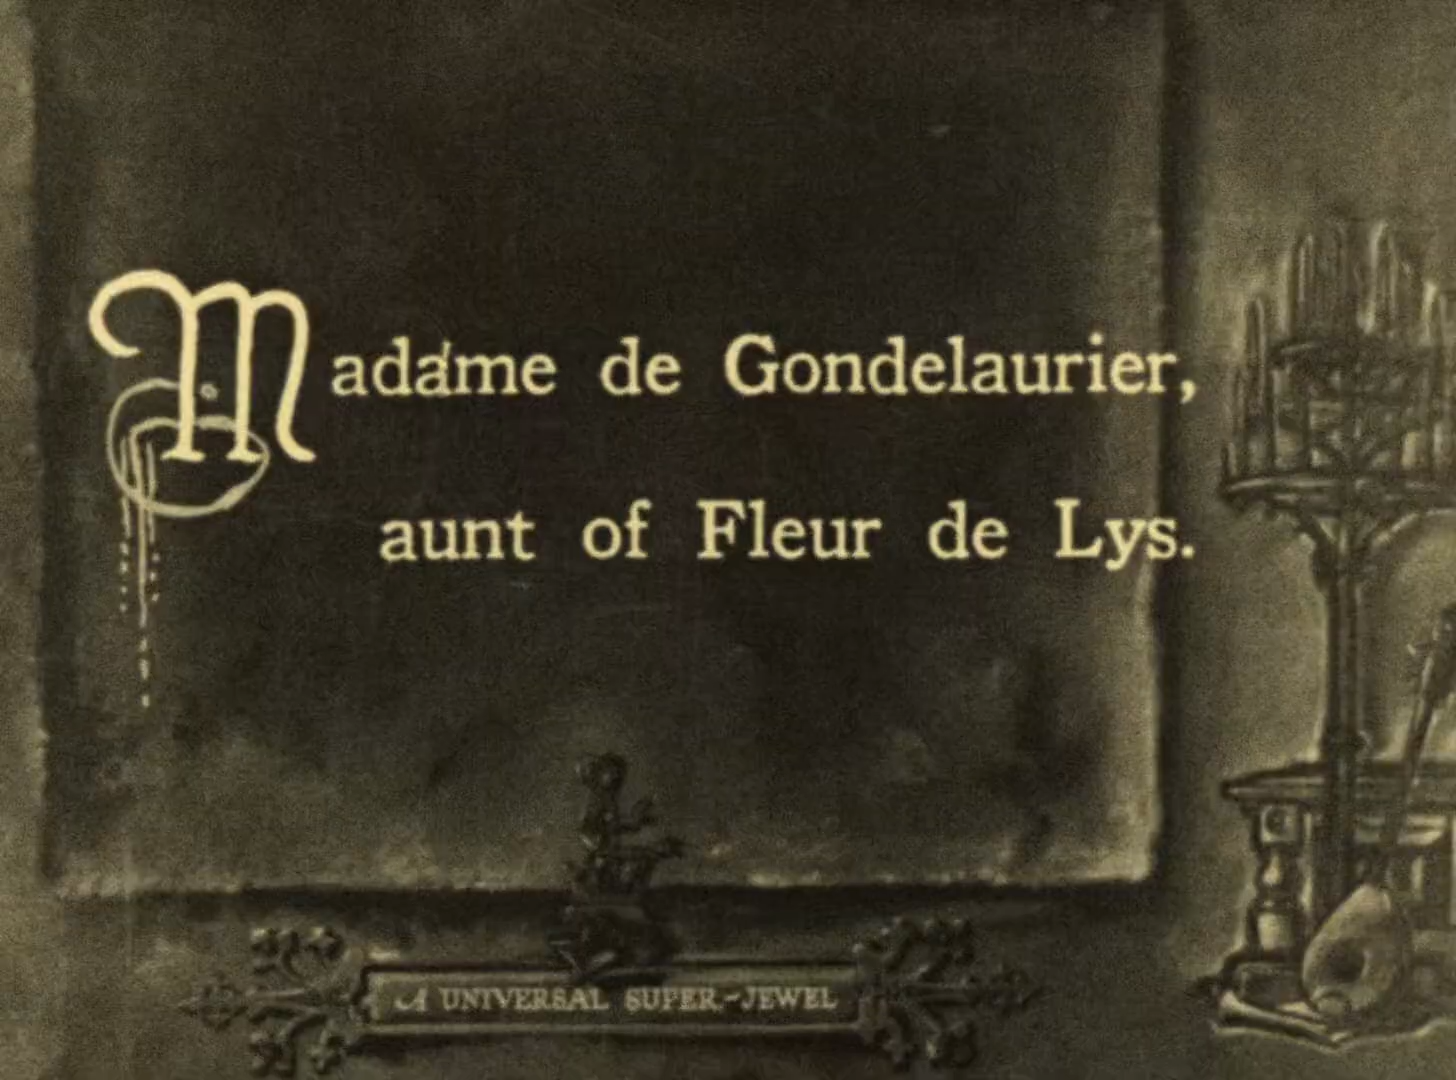 Madame de Gondelaurier,
aunt of Fleur de Lys.
A UNIVERSAL SUPER-JEWEL